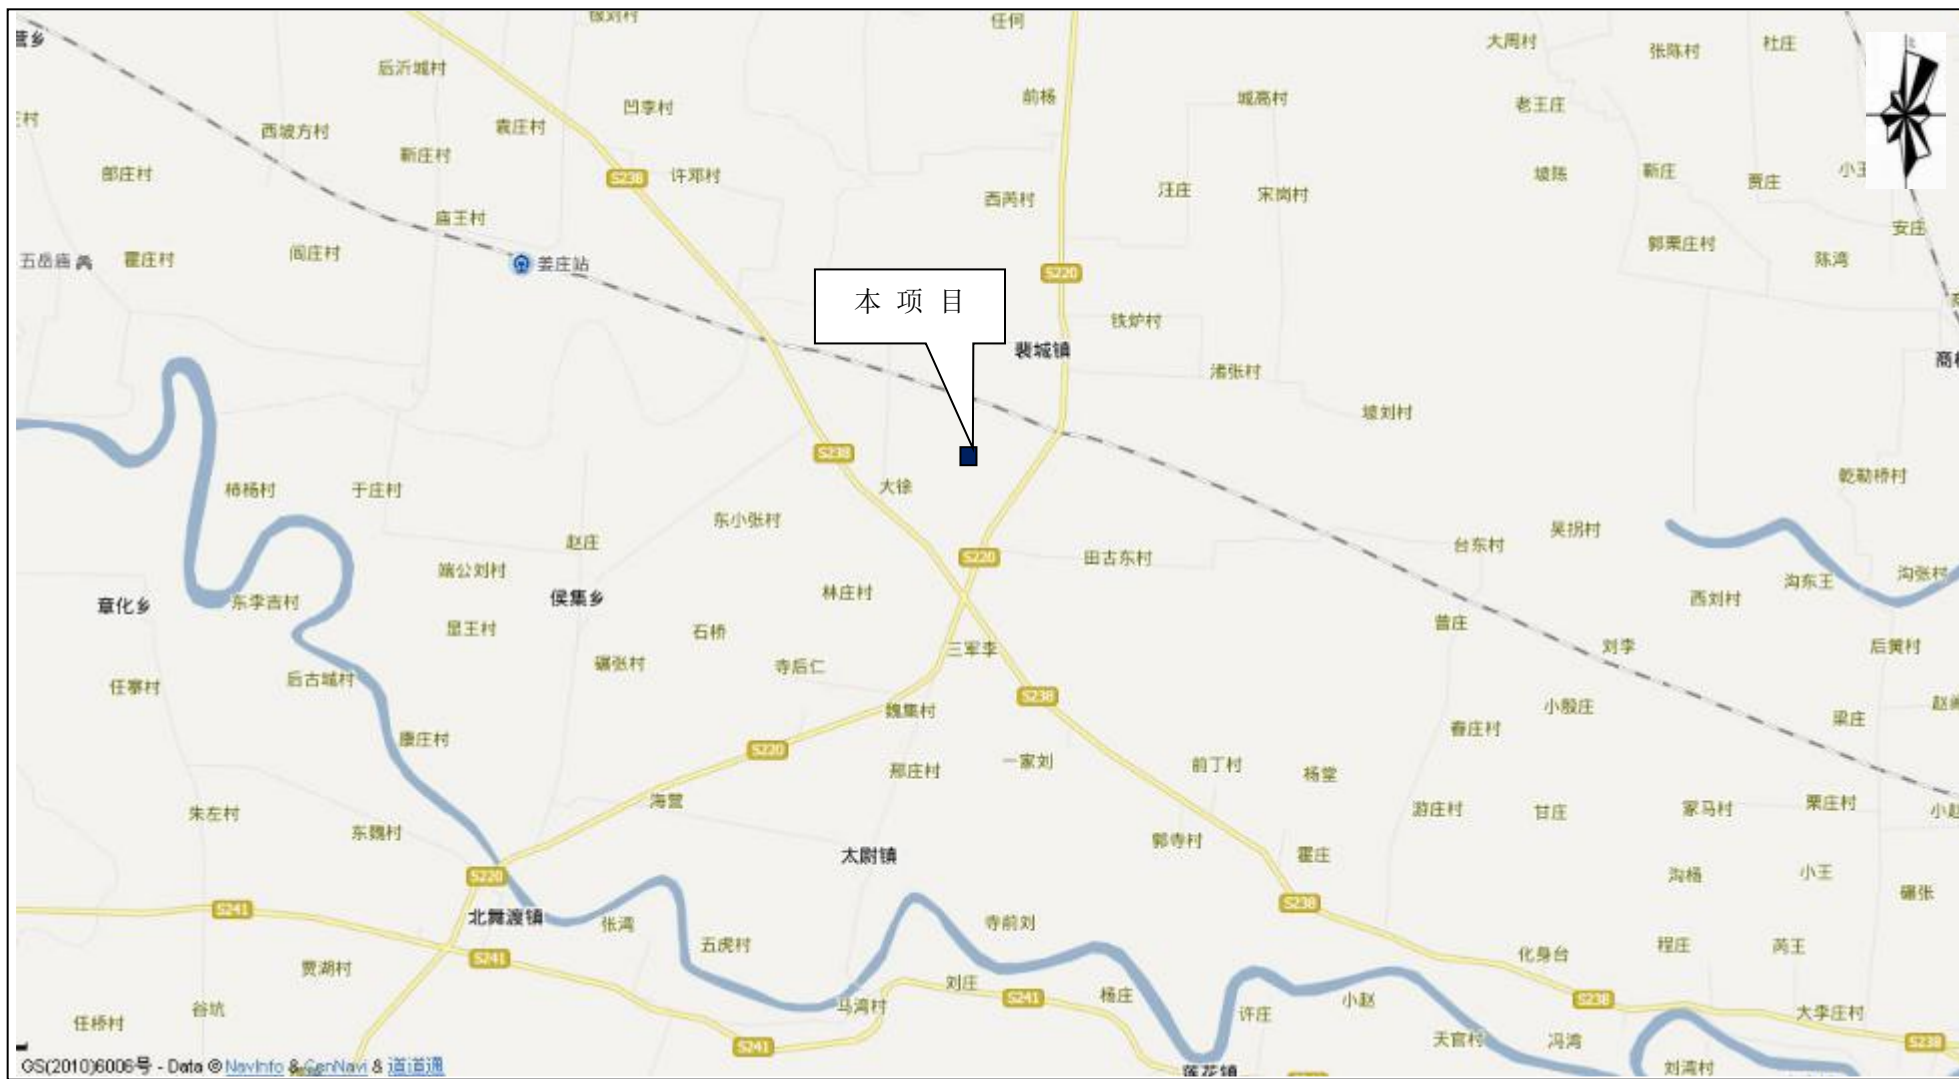 任何
营乡
大周村
杜庄
张陈村
后沂城村
前杨
城高村
老王庄
凹李村
袁庄村
西坡方村
靳庄村
部庄村
S238
许邓村
西芮村
汪庄
宋岗村
坡陈
靳庄
贾庄
庙王村
安庄
郭栗庄村
陈湾
五岳庙
霍庄村
阎庄村
姜庄站
S220
本 项 目
铁炉村
裴城镇
渚张村
坡刘村
S238
乾勒桥村
柿杨村
于庄村
大徐
东小张村
吴拐村
赵庄
S220
田古东村
台东村
端公刘村
沟张村
沟东王
章化乡
东李吉村
侯集乡
林庄村
西刘村
昆王村
石桥
曾庄
三军李
刘李
后黄村
碾张村
寺后仁
任寨村
后古城村
S238
魏集村
小殷庄
梁庄
春庄村
康庄村
S220
邢庄村
一家刘
前丁村
杨堂
海营
朱左村
东魏村
游庄村
甘庄
家马村
栗庄村
郭寺村
太尉镇
霍庄
S220
沟杨
小王
碾张
S241
S238
北舞渡镇
张湾
寺前刘
五虎村
程庄
芮王
化身台
S241
贾湖村
刘庄
S241
杨庄
小赵
S238
谷坑
马湾村
许庄
大李庄村
任桥村
天官村
冯湾
S238
S241
刘湾村
莲花镇
GS(2010)6006号 - Data © NavInfo & CenNavi & 道道通